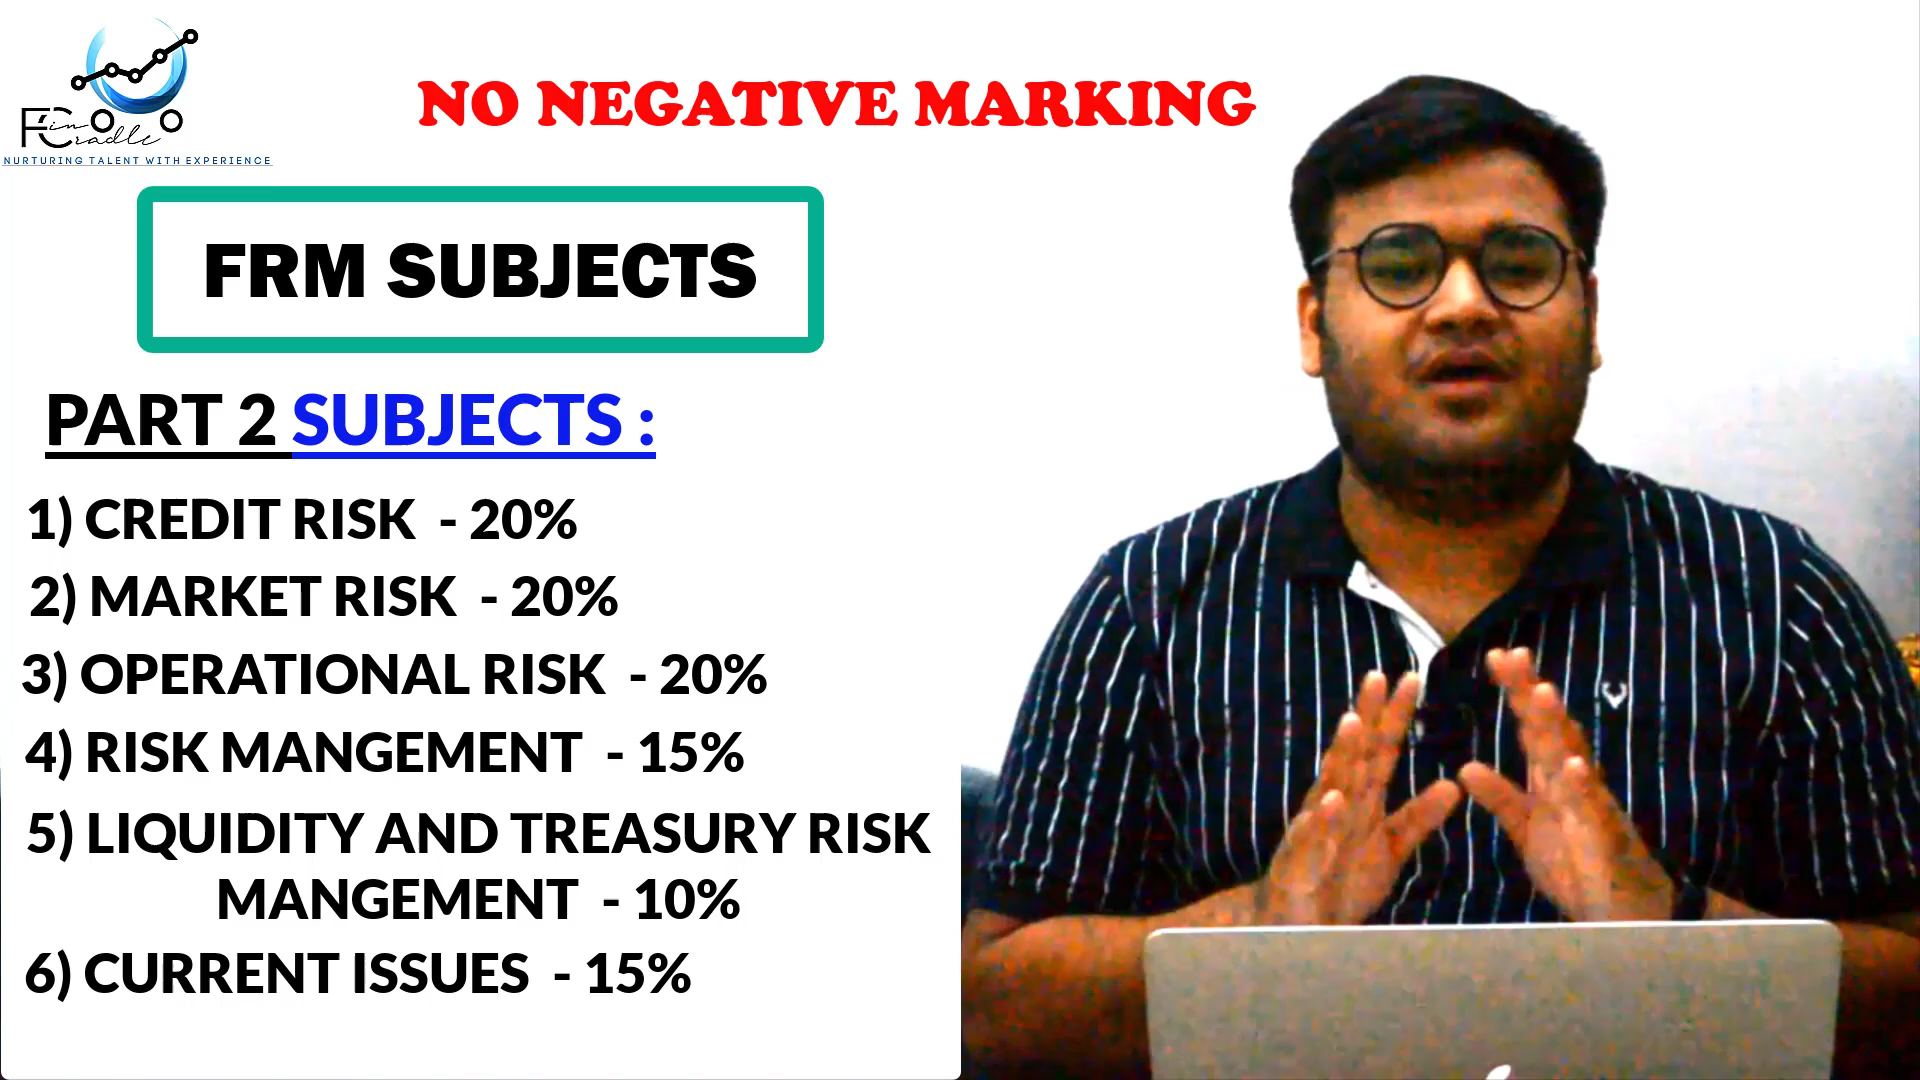 Fin Cradle
NURTURING TALENT WITH EXPERIENCE
NO NEGATIVE MARKING
FRM SUBJECTS
PART 2 SUBJECTS :
1) CREDIT RISK - 20%
2) MARKET RISK - 20%
3) OPERATIONAL RISK - 20%
4) RISK MANGEMENT - 15%
5) LIQUIDITY AND TREASURY RISK
MANGEMENT - 10%
6) CURRENT ISSUES - 15%